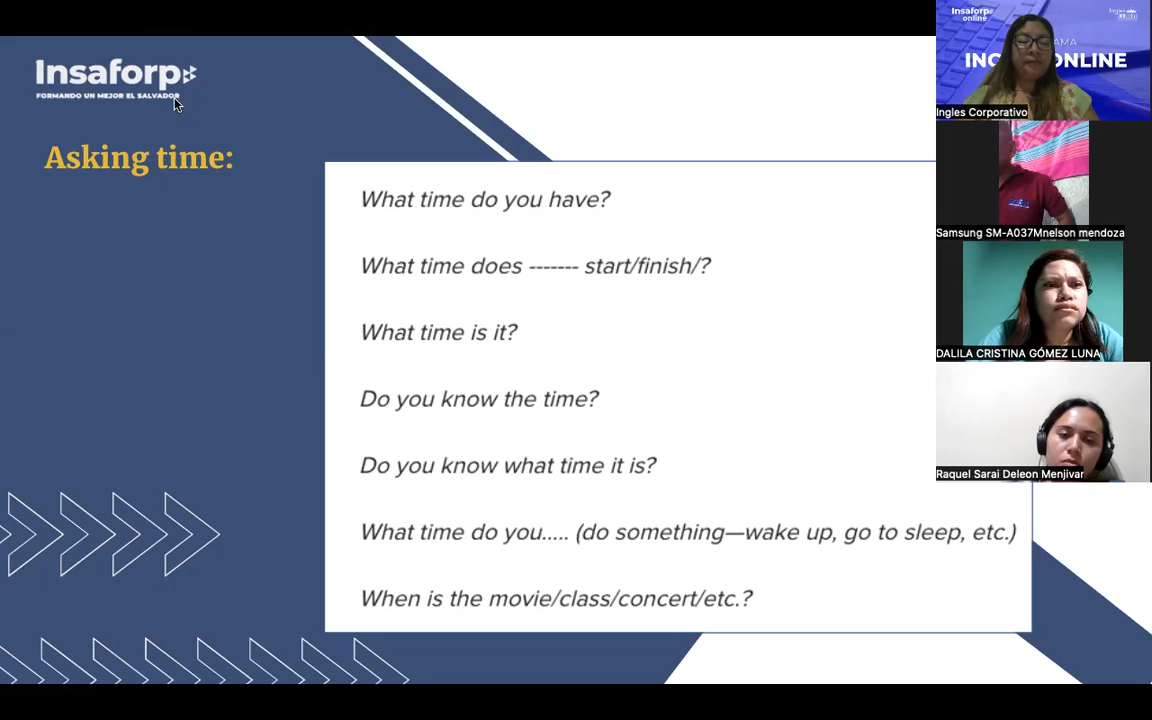 Insaforp
FORMANDO UN MEJOR EL SALVADOR
Asking time:
What time do you have?
What time does ------- start/finish/?
What time is it?
Do you know the time?
Do you know what time it is?
What time do you..... (do something—wake up, go to sleep, etc.)
When is the movie/class/concert/etc.?
Insaforp
online
AMA
ONLINE
Ingles Corporativo
Samsung SM-A037Mnelson mendoza
DALILA CRISTINA GÓMEZ LUNA
Raquel Sarai Deleon Menjivar